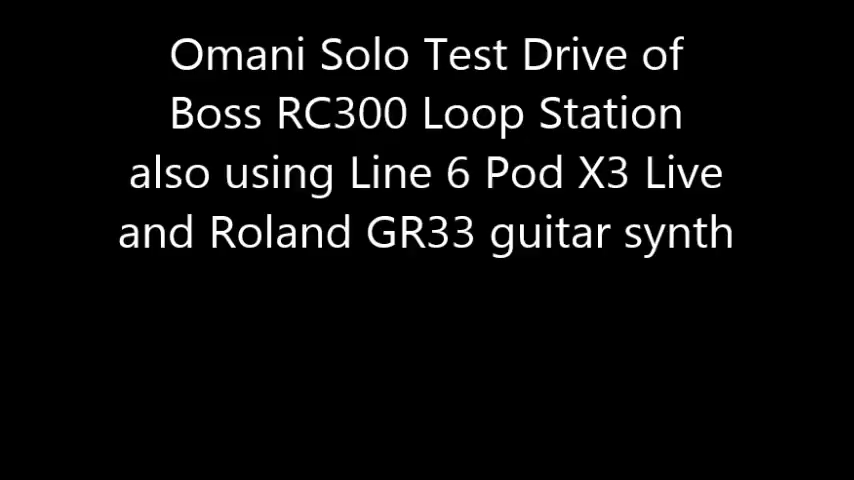 Omani Solo Test Drive of
Boss RC300 Loop Station
also using Line 6 Pod X3 Live
and Roland GR33 guitar synth